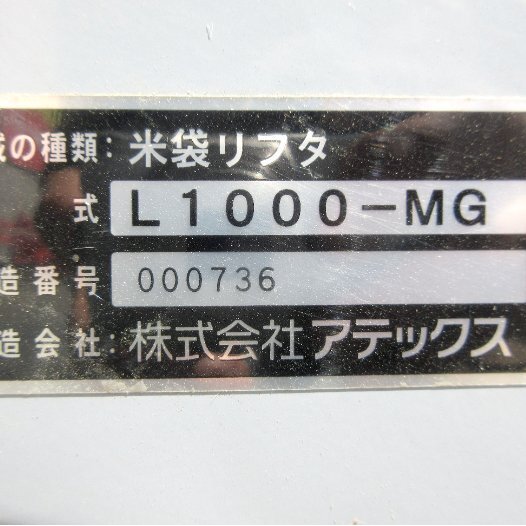 の種類：米袋リフタ
式 L1000-MG
造番号 000736
造会社：株式会社アテックス